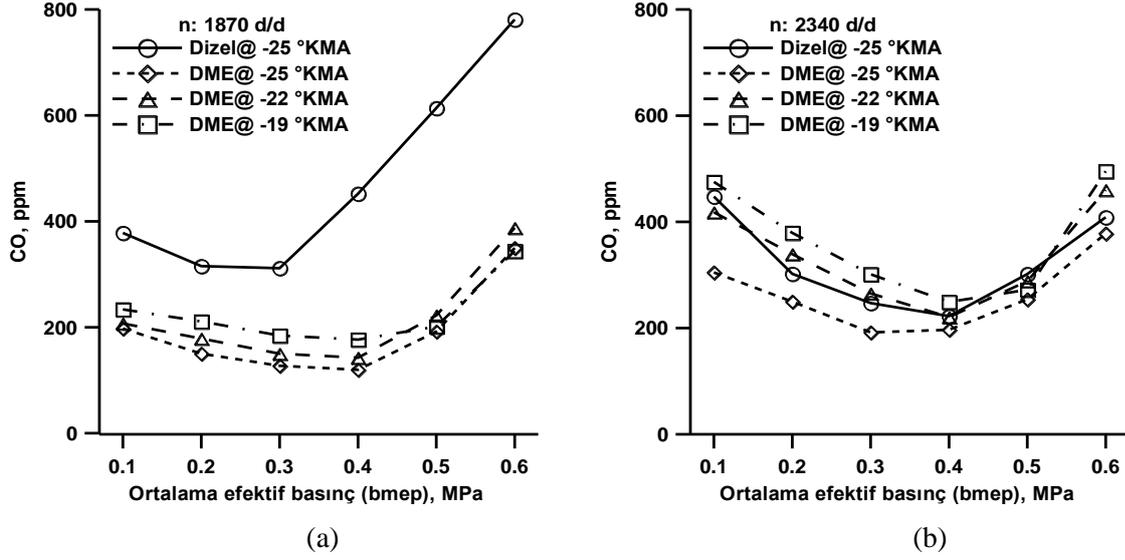 800
600
400
200
0
CO, ppm
n: 1870 d/d
Dizel@ -25 °KMA
DME@ -25 °KMA
DME@ -22 °KMA
DME@ -19 °KMA
0.1 0.2 0.3 0.4 0.5 0.6
Ortalama efektif basınç (bmep), MPa
(a)
800
600
400
200
0
CO, ppm
n: 2340 d/d
Dizel@ -25 °KMA
DME@ -25 °KMA
DME@ -22 °KMA
DME@ -19 °KMA
0.1 0.2 0.3 0.4 0.5 0.6
Ortalama efektif basınç (bmep), MPa
(b)